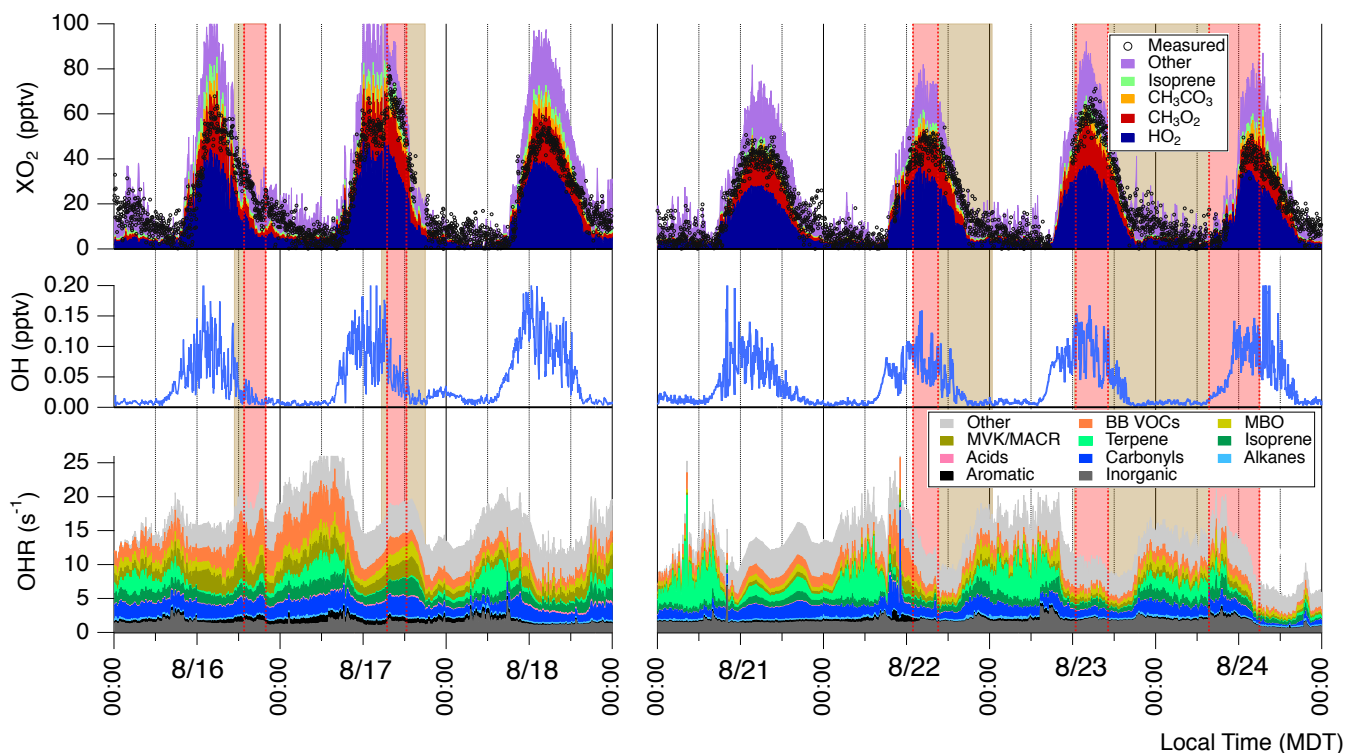 XO2 (pptv)
100
80
60
40
20
0
Measured
Other
Isoprene
CH3CO3
CH3O2
HO2
OH (pptv)
0.20
0.15
0.10
0.05
0.00
OHR (s-1)
25
20
15
10
5
0
Other BB VOCs MBO
MVK/MACR Terpene Isoprene
Acids Carbonyls Alkanes
Aromatic Inorganic
00:00 8/16 00:00 8/17 00:00 8/18 00:00 00:00 8/21 00:00 8/22 00:00 8/23 00:00 8/24 00:00
Local Time (MDT)